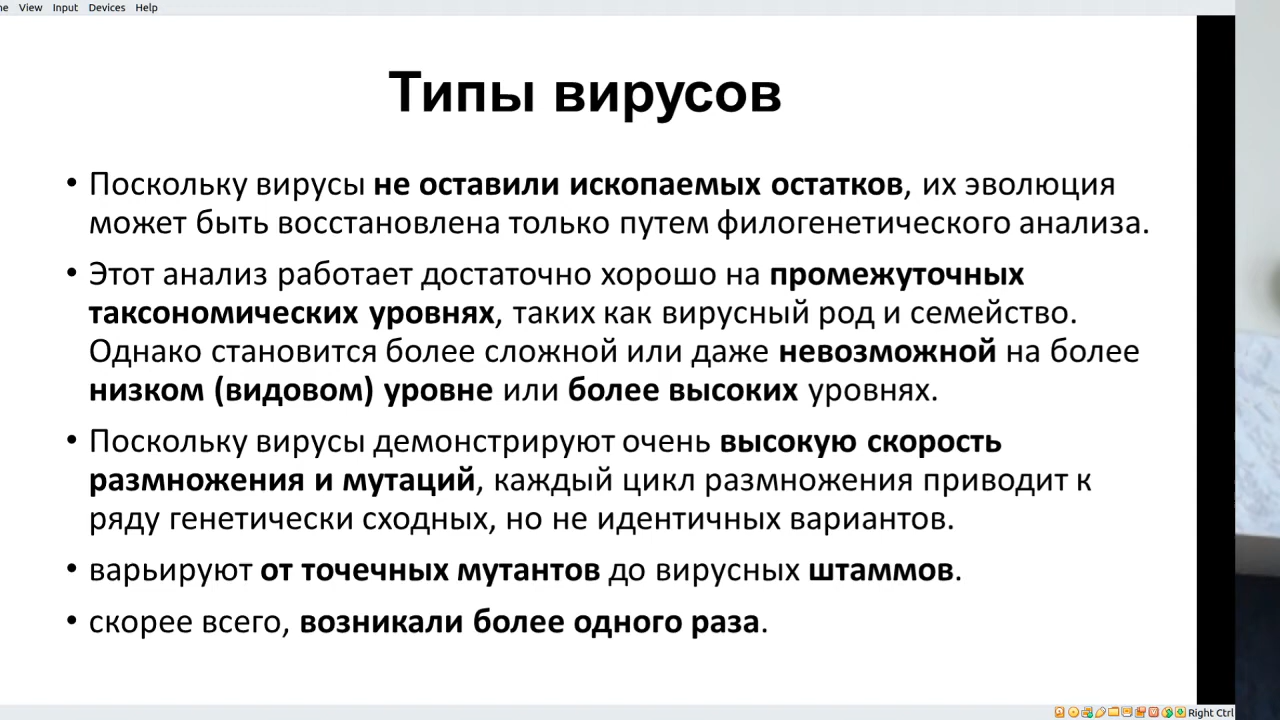 View Input Devices Help
Типы вирусов
• Поскольку вирусы не оставили ископаемых остатков, их эволюция
может быть восстановлена только путем филогенетического анализа.
• Этот анализ работает достаточно хорошо на промежуточных
таксономических уровнях, таких как вирусный род и семейство.
Однако становится более сложной или даже невозможной на более
низком (видовом) уровне или более высоких уровнях.
• Поскольку вирусы демонстрируют очень высокую скорость
размножения и мутаций, каждый цикл размножения приводит к
ряду генетически сходных, но не идентичных вариантов.
• варьируют от точечных мутантов до вирусных штаммов.
• скорее всего, возникали более одного раза.
Right Ctrl